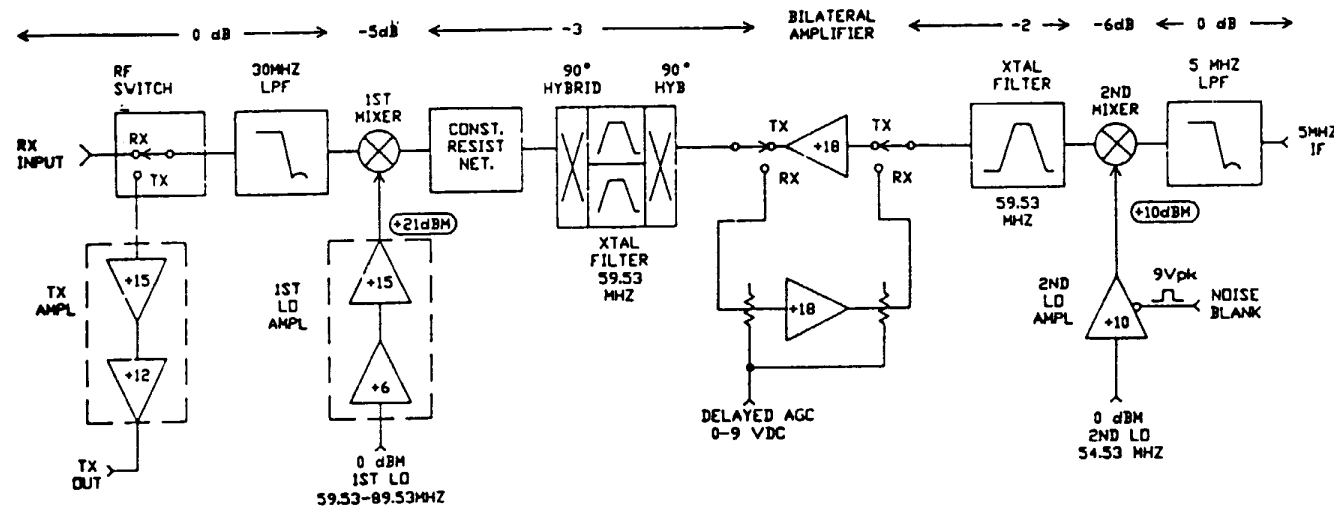 0 dB
-5dB
-3
BILATERAL
AMPLIFIER
-2
-6dB
0 dB
RF
SWITCH
30MHZ
LPF
1ST
MIXER
90°
HYBRID
90°
HYB
XTAL
FILTER
2ND
MIXER
5 MHZ
LPF
RX
INPUT
RX
TX
CONST.
RESIST
NET.
TX
+18
TX
RX
RX
5MHZ
IF
59.53
MHZ
+21dBM
+10dBM
XTAL
FILTER
59.53
MHZ
TX
AMPL
+15
+12
1ST
LO
AMPL
+15
+6
+18
2ND
LO
AMPL
+10
9Vpk
NOISE
BLANK
DELAYED AGC
0-9 VDC
0 dBM
2ND LO
54.53 MHZ
TX
OUT
0 dBM
1ST LO
59.53-89.53MHZ